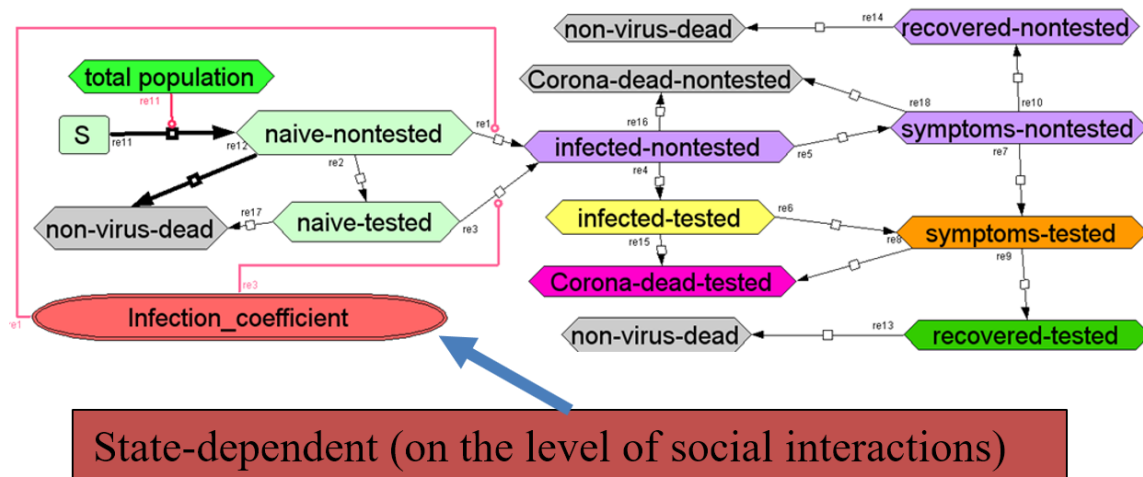 re14
non-virus-dead
recovered-nontested
total population
Corona-dead-nontested
re18
re10
re11
S
re11
re12
naive-nontested
re1
re16
infected-nontested
re5
symptoms-nontested
re2
re4
re7
non-virus-dead
re17
naive-tested
re3
infected-tested
re6
re8
symptoms-tested
re15
re9
Corona-dead-tested
re3
re1
Infection_coefficient
non-virus-dead
re13
recovered-tested
State-dependent (on the level of social interactions)